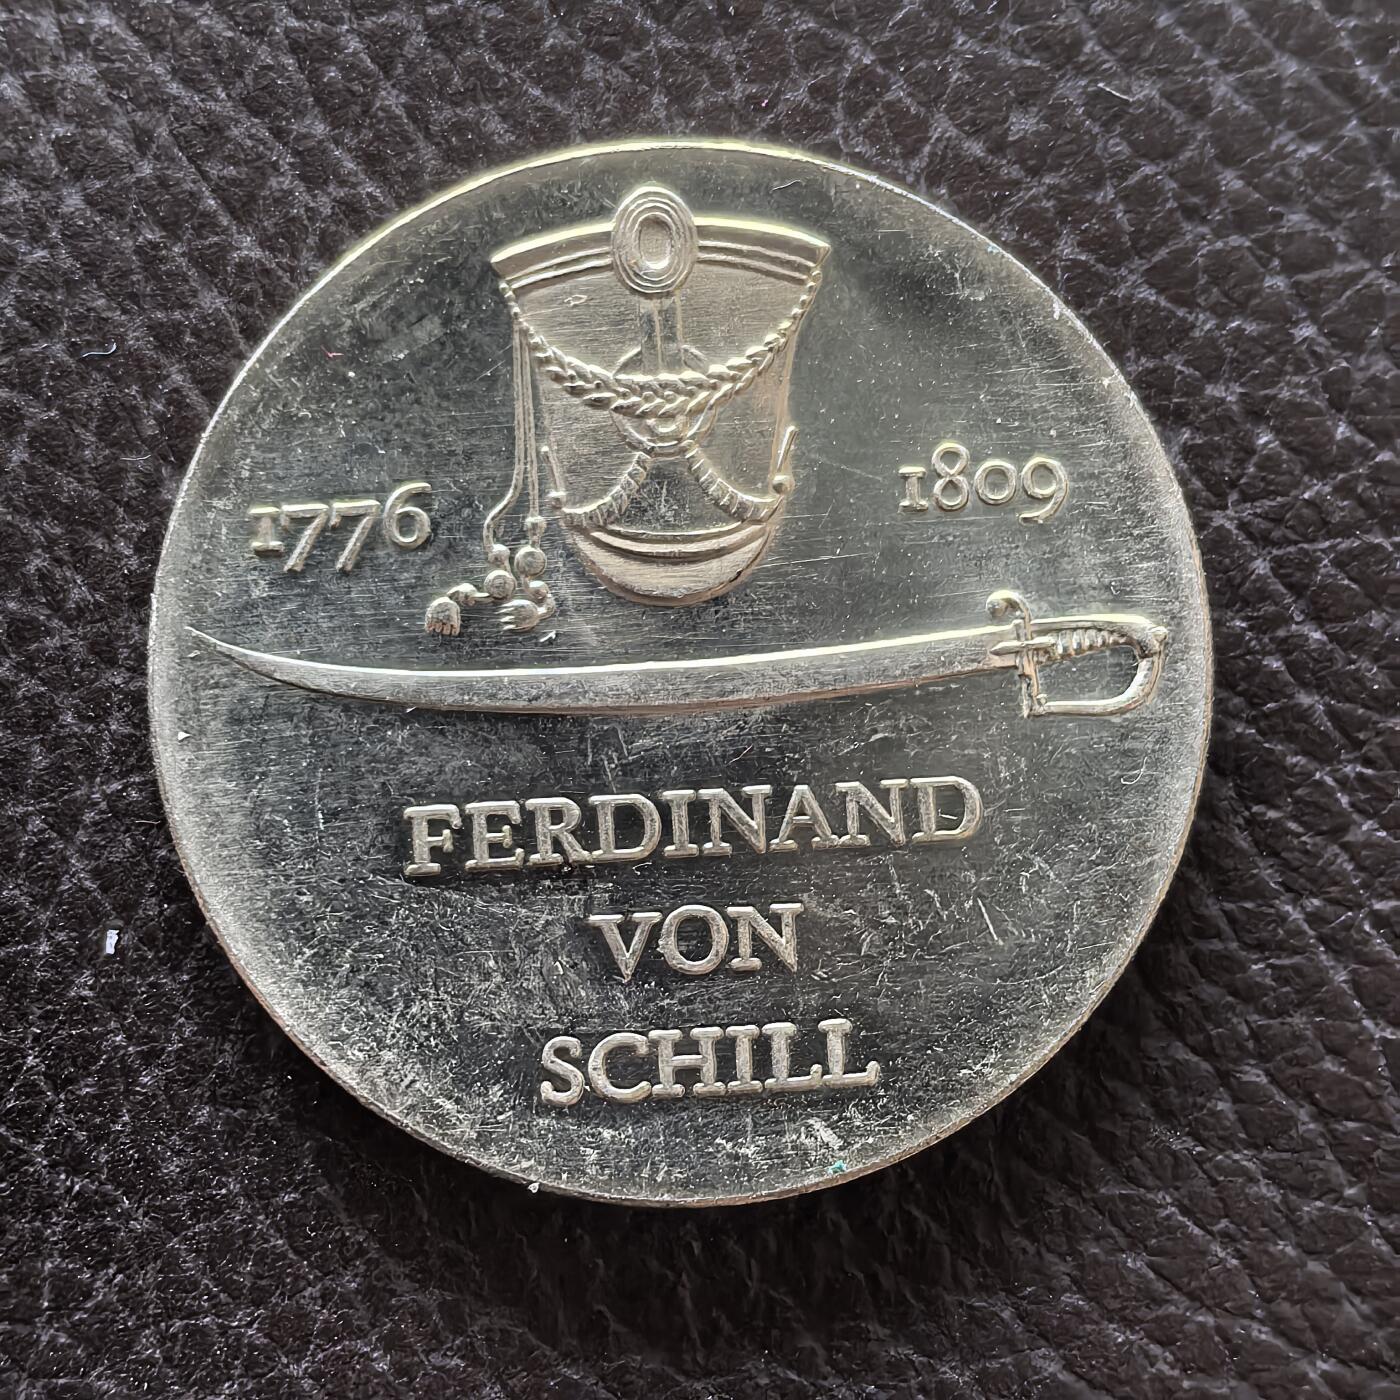 1776 1809
FERDINAND
VON
SCHILL